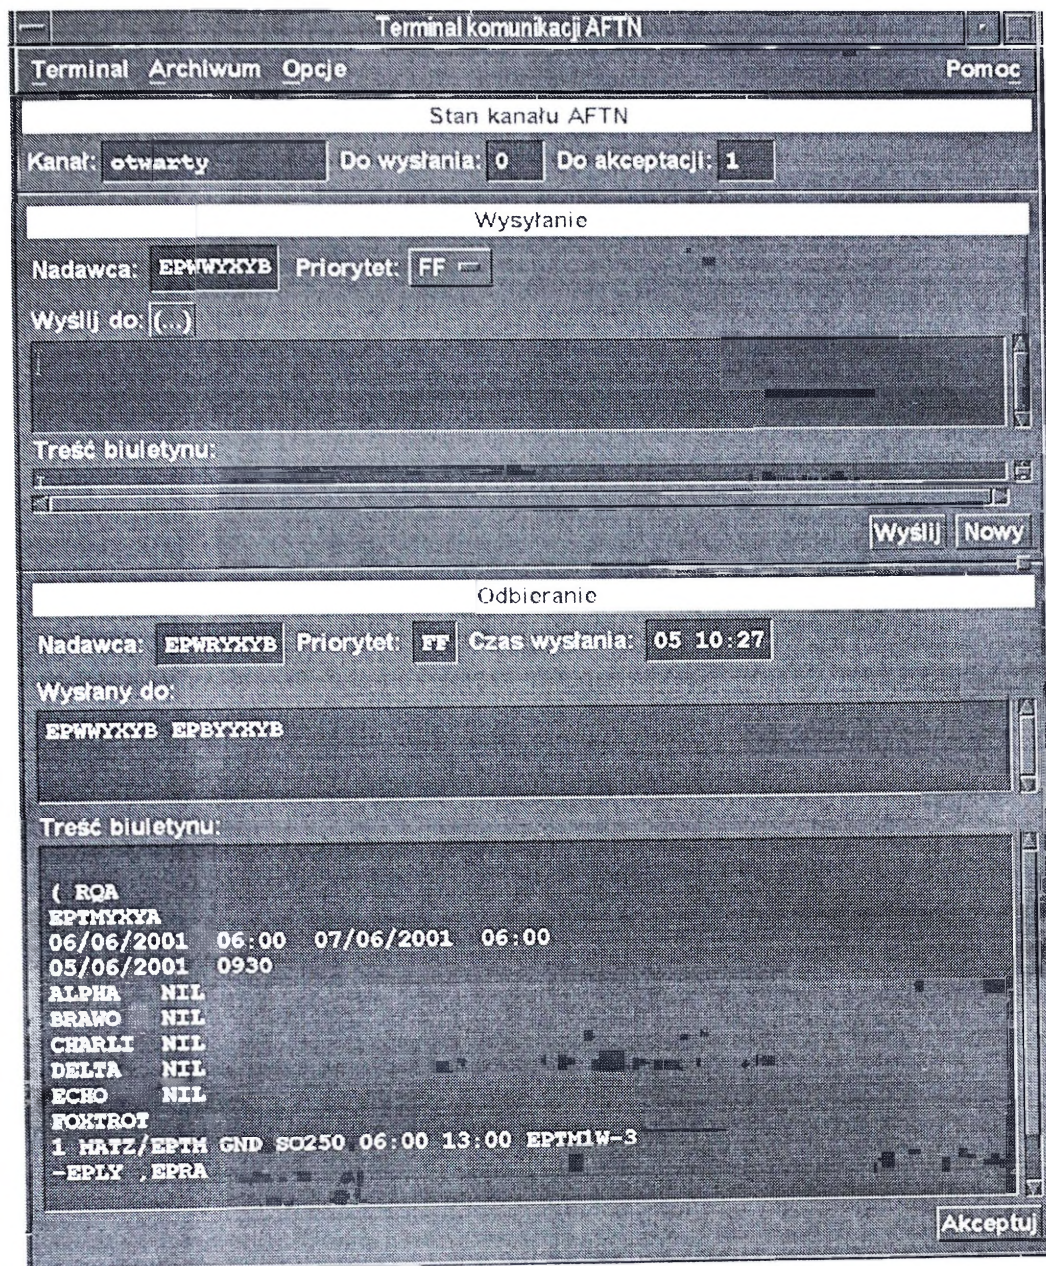 Terminal komunikacji AFTN
Terminal Archiwum Opcje Pomoc
Stan kanału AFTN
Kanał: otwarty Do wysłania: 0 Do akceptacji: 1
Wysyłanie
Nadawca: EPWWYXYB Priorytet: FF
Wyślij do: (...)
Treść biuletynu:
Wyślij Nowy
Odbieranie
Nadawca: EPWRYXYB Priorytet: FF Czas wysłania: 05 10:27
Wysłany do:
EPWWYXYB EPBYYXYB
Treść biuletynu:
( RQA
EPTMYXYA
06/06/2001 06:00 07/06/2001 06:00
05/06/2001 0930
ALPHA NIL
BRAWO NIL
CHARLI NIL
DELTA NIL
ECHO NIL
FOXTROT
1 MATZ/EPTM GND SO250 06:00 13:00 EPTM1W-3
-EPLY ,EPRA
Akceptuj